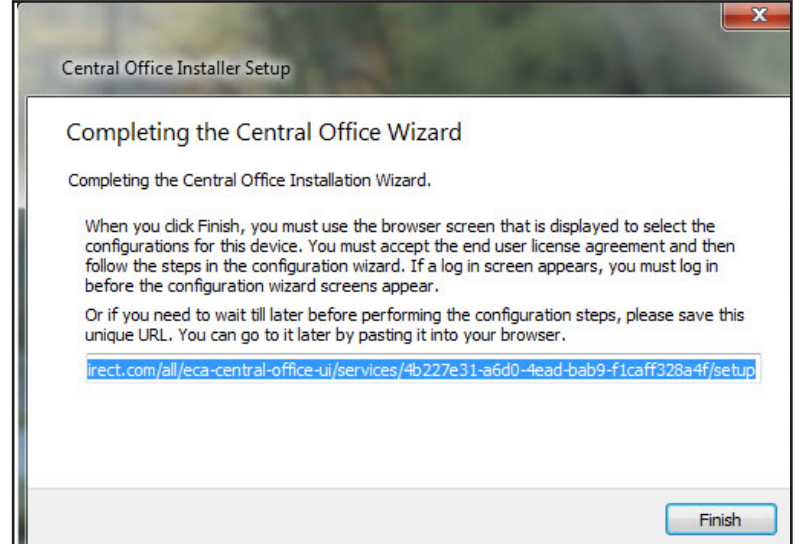 Central Office Installer Setup
Completing the Central Office Wizard
Completing the Central Office Installation Wizard.
When you click Finish, you must use the browser screen that is displayed to select the
configurations for this device. You must accept the end user license agreement and then
follow the steps in the configuration wizard. If a log in screen appears, you must log in
before the configuration wizard screens appear.
Or if you need to wait till later before performing the configuration steps, please save this
unique URL. You can go to it later by pasting it into your browser.
irect.com/all/eca-central-office-ui/services/4b227e31-a6d0-4ead-bab9-f1caff328a4f/setup
Finish